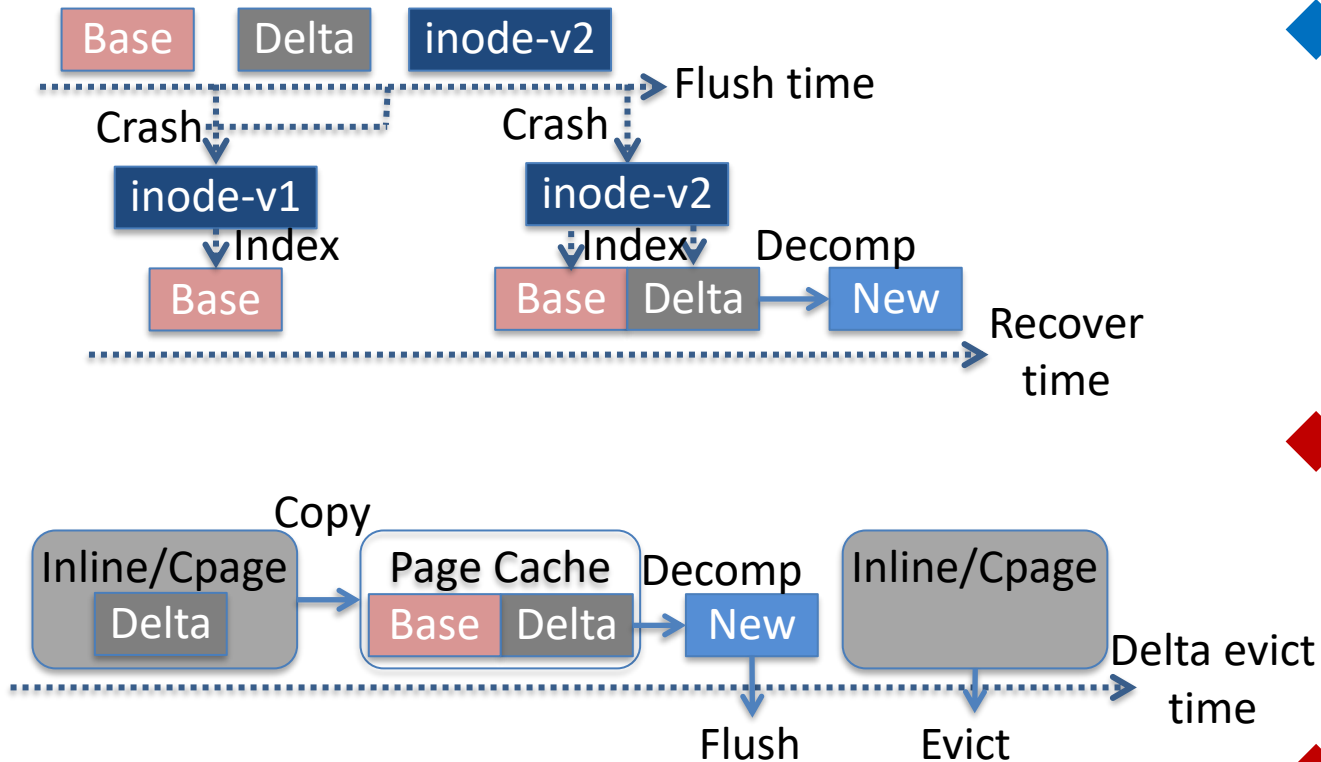 Base Delta inode-v2
Flush time
Crash Crash
inode-v1 inode-v2
Index Index Decomp
Base Base Delta New
Recover
time
Copy
Inline/Cpage Page Cache Decomp Inline/Cpage
Delta Base Delta New
Delta evict
time
Flush Evict